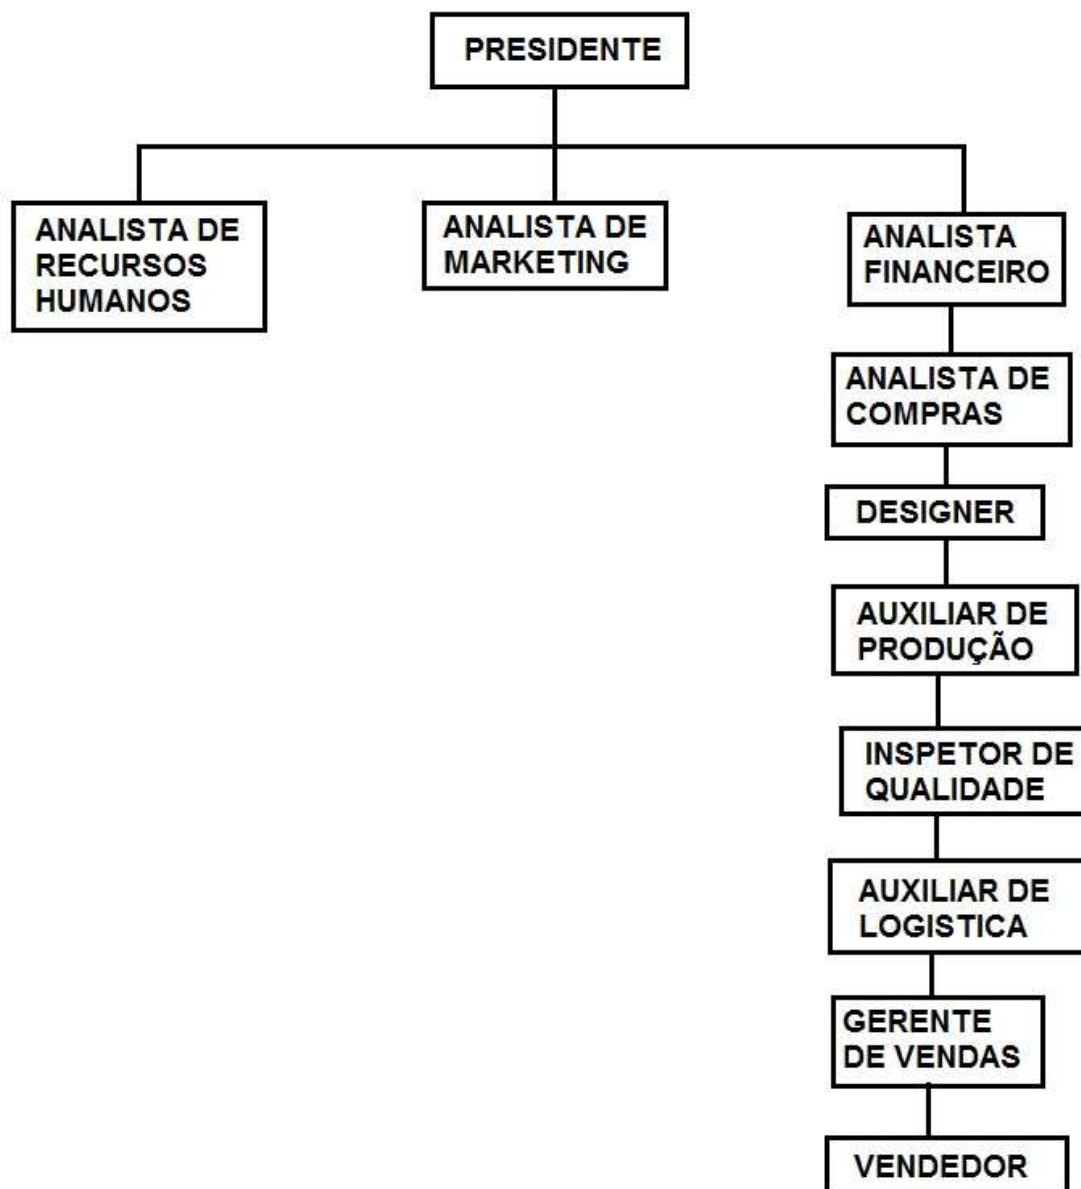 PRESIDENTE
ANALISTA DE
RECURSOS
HUMANOS
ANALISTA DE
MARKETING
ANALISTA
FINANCEIRO
ANALISTA DE
COMPRAS
DESIGNER
AUXILIAR DE
PRODUÇÃO
INSPETOR DE
QUALIDADE
AUXILIAR DE
LOGISTICA
GERENTE
DE VENDAS
VENDEDOR